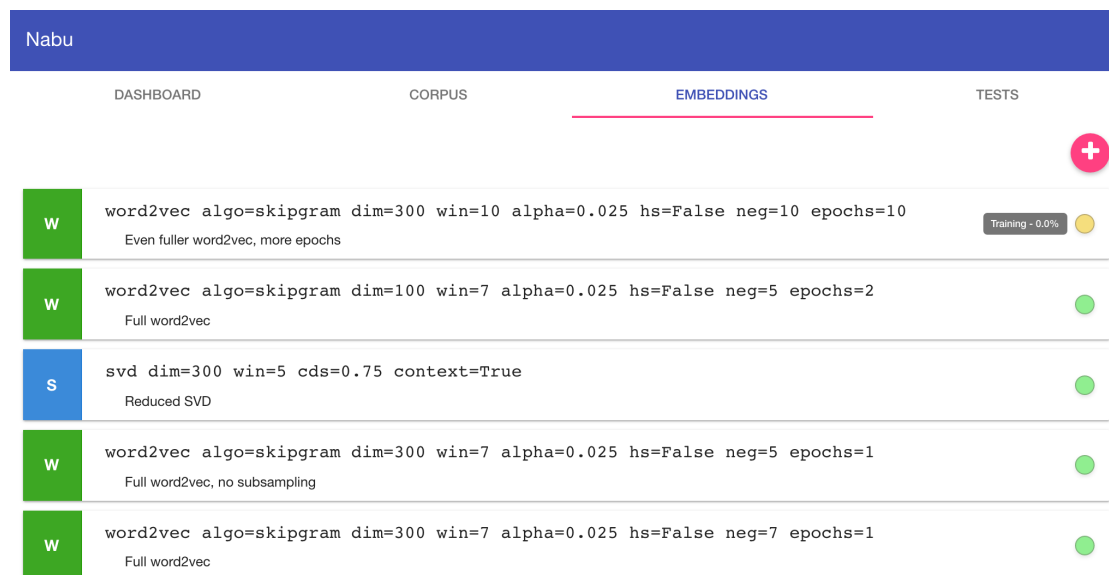 Nabu
DASHBOARD CORPUS EMBEDDINGS TESTS
+
W
word2vec algo=skipgram dim=300 win=10 alpha=0.025 hs=False neg=10 epochs=10
Even fuller word2vec, more epochs
Training - 0.0%
W
word2vec algo=skipgram dim=100 win=7 alpha=0.025 hs=False neg=5 epochs=2
Full word2vec
S
svd dim=300 win=5 cds=0.75 context=True
Reduced SVD
W
word2vec algo=skipgram dim=300 win=7 alpha=0.025 hs=False neg=5 epochs=1
Full word2vec, no subsampling
W
word2vec algo=skipgram dim=300 win=7 alpha=0.025 hs=False neg=7 epochs=1
Full word2vec